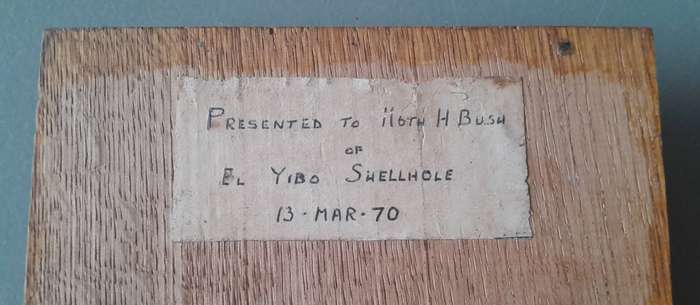 PRESENTED TO MOTH H BUSH
OF
EL YIBO SHELLHOLE
13 · MAR · 70